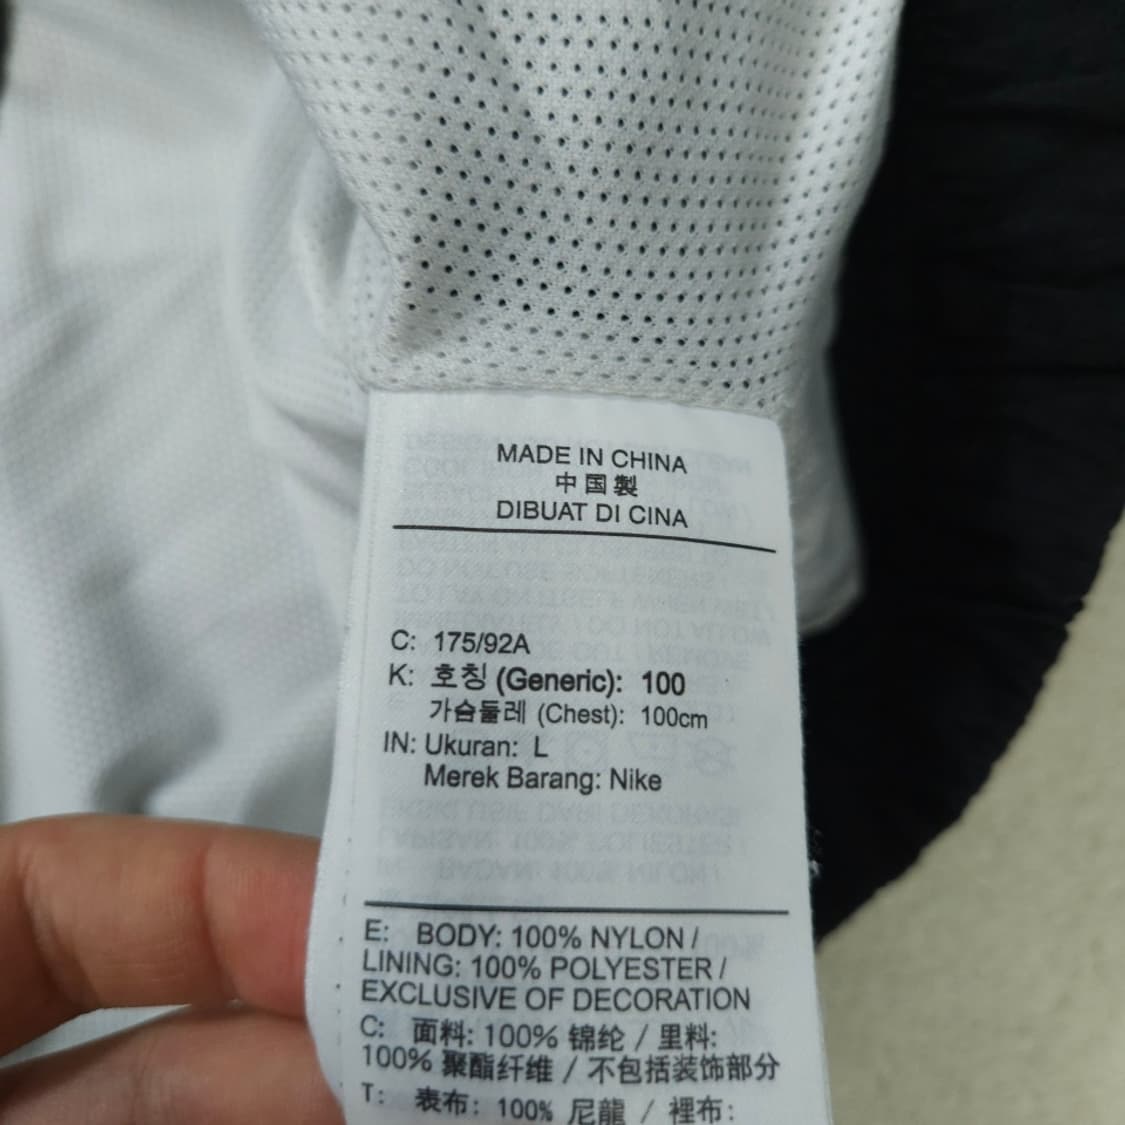 MADE IN CHINA
中国製
DIBUAT DI CINA
C: 175/92A
K: 호칭 (Generic): 100
가슴둘레 (Chest): 100cm
IN: Ukuran: L
Merek Barang: Nike
E: BODY: 100% NYLON /
LINING: 100% POLYESTER /
EXCLUSIVE OF DECORATION
C: 面料: 100% 锦纶 / 里料:
100% 聚酯纤维 / 不包括装饰部分
T: 表布: 100% 尼龍 / 裡布: